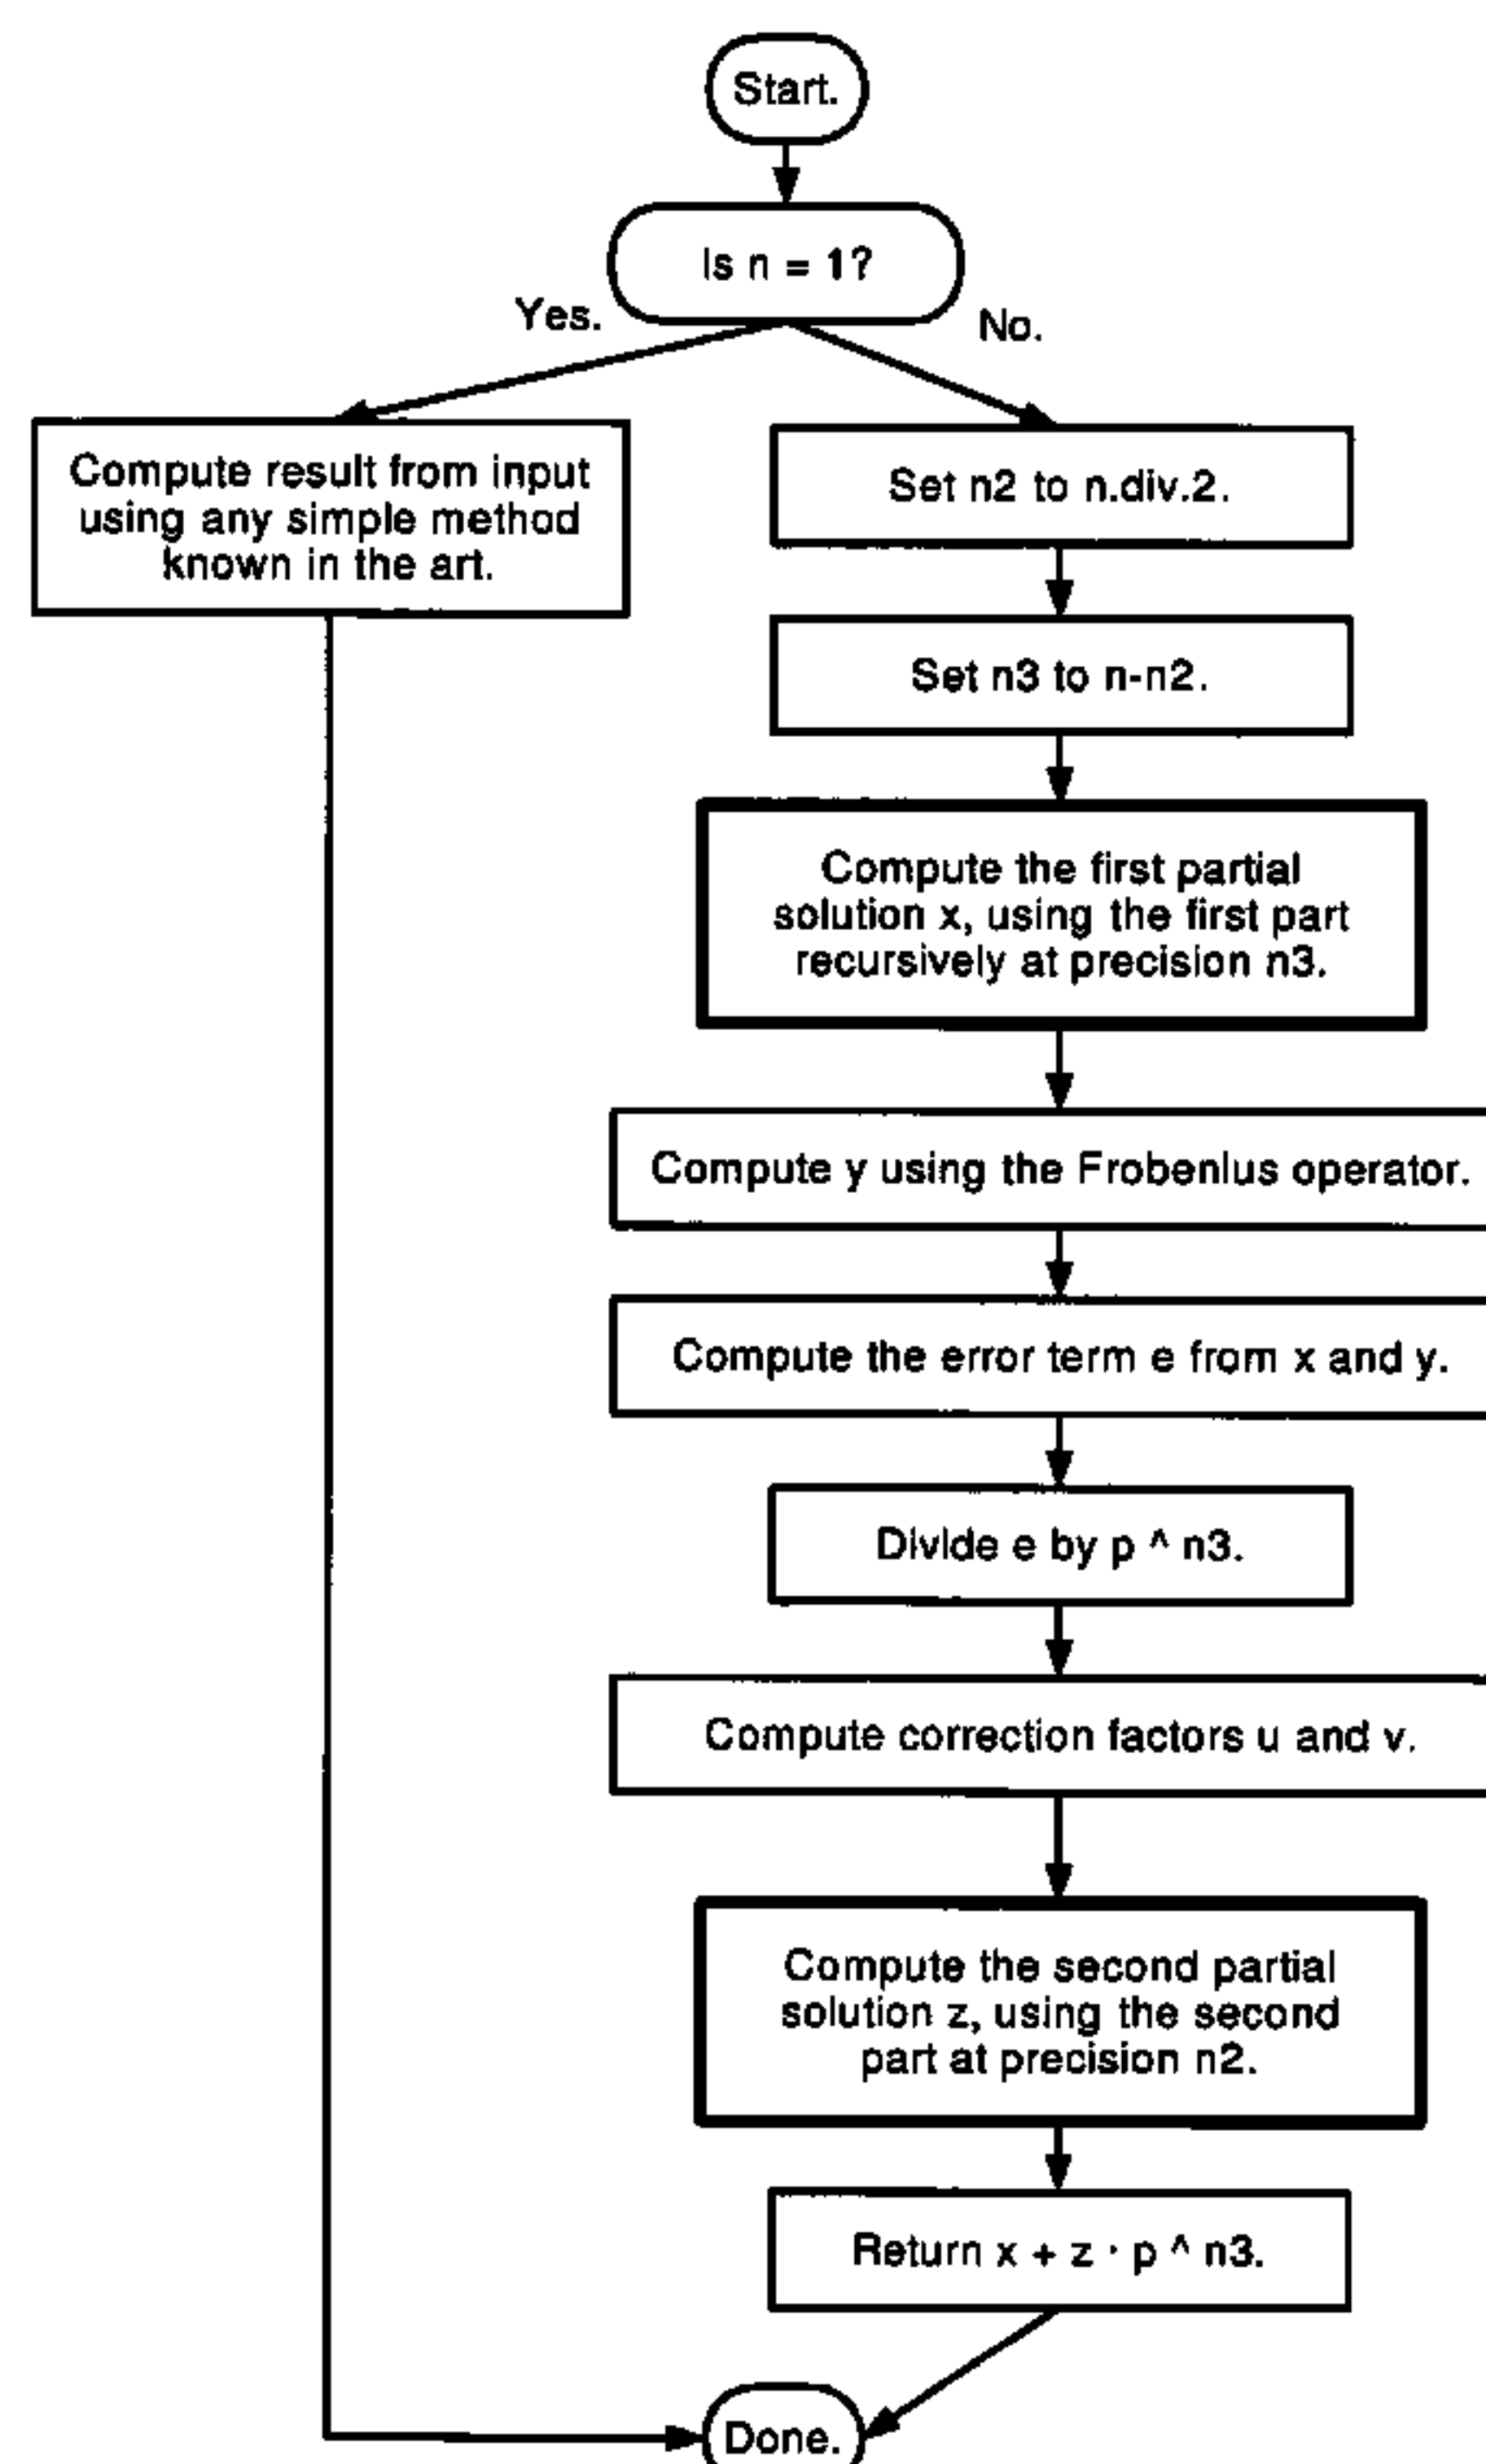 Start.
Is n = 1?
Yes.
No.
Compute result from input
using any simple method
known in the art.
Set n2 to n.div.2.
Set n3 to n-n2.
Compute the first partial
solution x, using the first part
recursively at precision n3.
Compute y using the Frobenius operator.
Compute the error term e from x and y.
Divide e by p ^ n3.
Compute correction factors u and v.
Compute the second partial
solution z, using the second
part at precision n2.
Return x + z · p ^ n3.
Done.